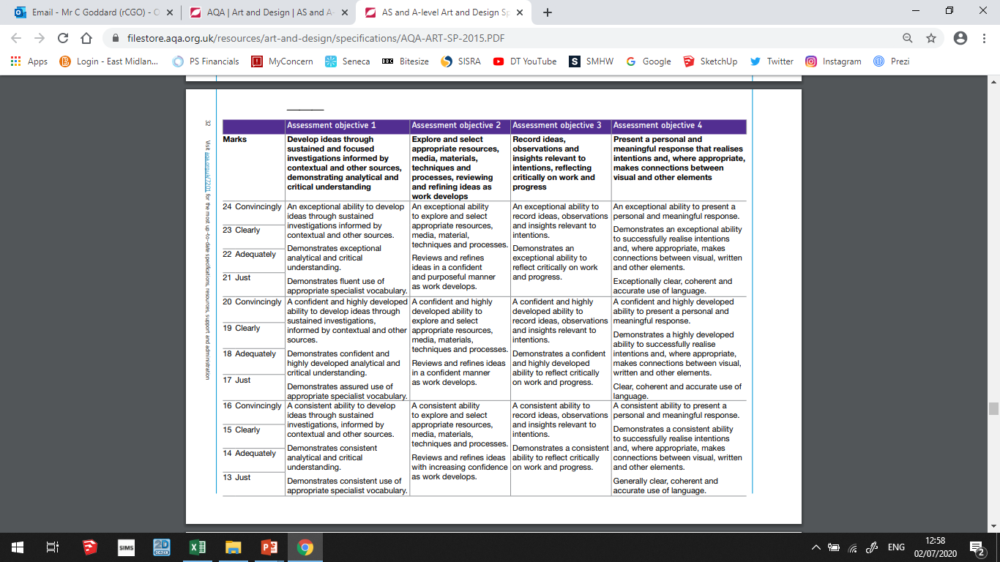 Email - Mr C Goddard (rCGO) - O
AQA | Art and Design | AS and A-
AS and A-level Art and Design Sp
filestore.aqa.org.uk/resources/art-and-design/specifications/AQA-ART-SP-2015.PDF
Apps
Login - East Midlan...
PS Financials
MyConcern
Seneca
Bitesize
SISRA
DT YouTube
SMHW
Google
SketchUp
Twitter
Instagram
Prezi
32 Visit aqa.org.uk/7201 for the most up-to-date specifications, resources, support and administration
Assessment objective 1
Assessment objective 2
Assessment objective 3
Assessment objective 4
Marks
Develop ideas through
sustained and focused
investigations informed by
contextual and other sources,
demonstrating analytical and
critical understanding
Explore and select
appropriate resources,
media, materials,
techniques and
processes, reviewing
and refining ideas as
work develops
Record ideas,
observations and
insights relevant to
intentions, reflecting
critically on work and
progress
Present a personal and
meaningful response that realises
intentions and, where appropriate,
makes connections between
visual and other elements
24 Convincingly
23 Clearly
22 Adequately
21 Just
An exceptional ability to develop
ideas through sustained
investigations informed by
contextual and other sources.
Demonstrates exceptional
analytical and critical
understanding.
Demonstrates fluent use of
appropriate specialist vocabulary.
An exceptional ability
to explore and select
appropriate resources,
media, material,
techniques and processes.
Reviews and refines
ideas in a confident
and purposeful manner
as work develops.
An exceptional ability to
record ideas, observations
and insights relevant to
intentions.
Demonstrates an
exceptional ability to
reflect critically on work
and progress.
An exceptional ability to present a
personal and meaningful response.
Demonstrates an exceptional ability
to successfully realise intentions
and, where appropriate, makes
connections between visual, written
and other elements.
Exceptionally clear, coherent and
accurate use of language.
20 Convincingly
19 Clearly
18 Adequately
17 Just
A confident and highly developed
ability to develop ideas through
sustained investigations,
informed by contextual and other
sources.
Demonstrates confident and
highly developed analytical and
critical understanding.
Demonstrates assured use of
appropriate specialist vocabulary.
A confident and highly
developed ability to
explore and select
appropriate resources,
media, materials,
techniques and processes.
Reviews and refines ideas
in a confident manner
as work develops.
A confident and highly
developed ability to
record ideas, observations
and insights relevant to
intentions.
Demonstrates a confident
and highly developed
ability to reflect critically
on work and progress.
A confident and highly developed
ability to present a personal and
meaningful response.
Demonstrates a highly developed
ability to successfully realise
intentions and, where appropriate,
makes connections between visual,
written and other elements.
Clear, coherent and accurate use of
language.
16 Convincingly
15 Clearly
14 Adequately
13 Just
A consistent ability to develop
ideas through sustained
investigations, informed by
contextual and other sources.
Demonstrates consistent
analytical and critical
understanding.
Demonstrates consistent use of
appropriate specialist vocabulary.
A consistent ability
to explore and select
appropriate resources,
media, materials,
techniques and processes.
Reviews and refines ideas
with increasing confidence
as work develops.
A consistent ability to
record ideas, observations
and insights relevant to
intentions.
Demonstrates a consistent
ability to reflect critically
on work and progress.
A consistent ability to present a
personal and meaningful response.
Demonstrates a consistent ability
to successfully realise intentions
and, where appropriate, makes
connections between visual, written
and other elements.
Generally clear, coherent and
accurate use of language.
SIMS
2D
DESIGN
ENG
12:58
02/07/2020
2